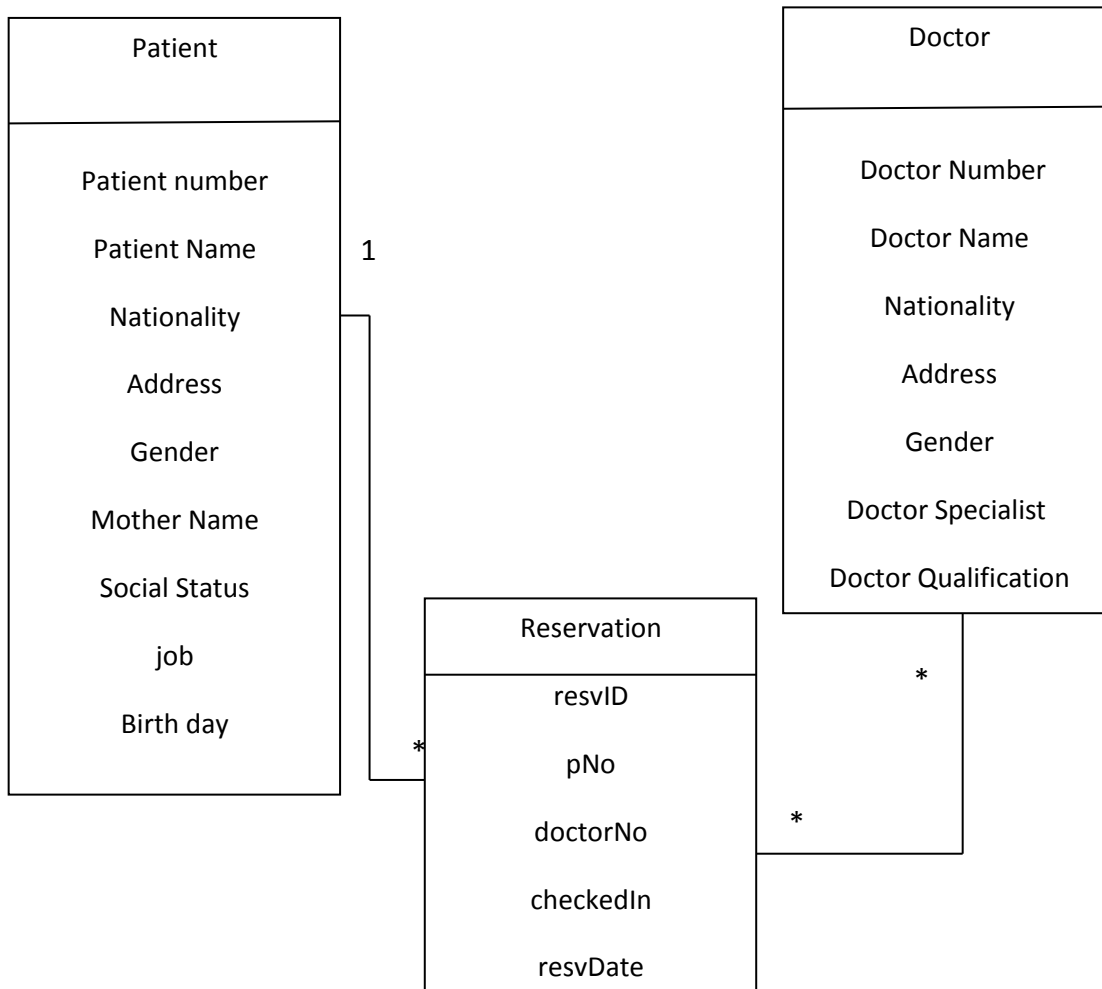 Patient
Patient number
Patient Name
Nationality
Address
Gender
Mother Name
Social Status
job
Birth day
1
*
Reservation
resvID
pNo
doctorNo
checkedIn
resvDate
Doctor
Doctor Number
Doctor Name
Nationality
Address
Gender
Doctor Specialist
Doctor Qualification
*
*